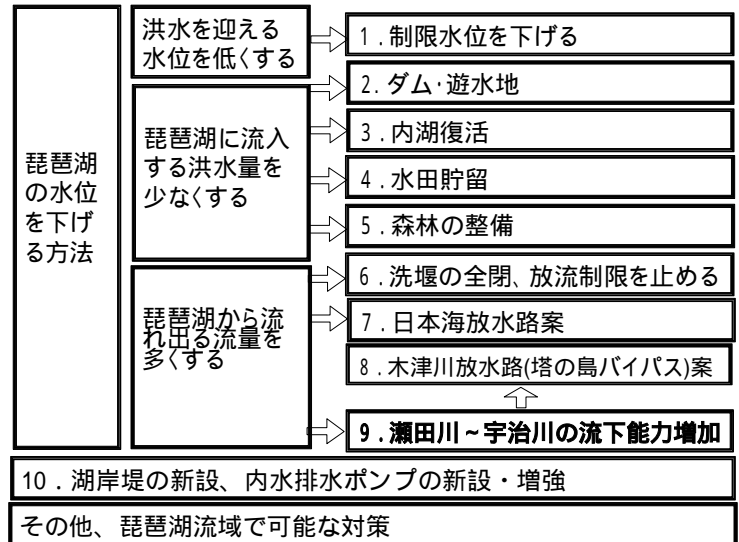 琵琶湖
の水位
を下げ
る方法
洪水を迎える
水位を低くする
1．制限水位を下げる
琵琶湖に流入
する洪水量を
少なくする
2．ダム・遊水地
3．内湖復活
4．水田貯留
5．森林の整備
琵琶湖から流
れ出る流量を
多くする
6．洗堰の全閉、放流制限を止める
7．日本海放水路案
8．木津川放水路(塔の島バイパス)案
9．瀬田川～宇治川の流下能力増加
10．湖岸堤の新設、内水排水ポンプの新設・増強
その他、琵琶湖流域で可能な対策